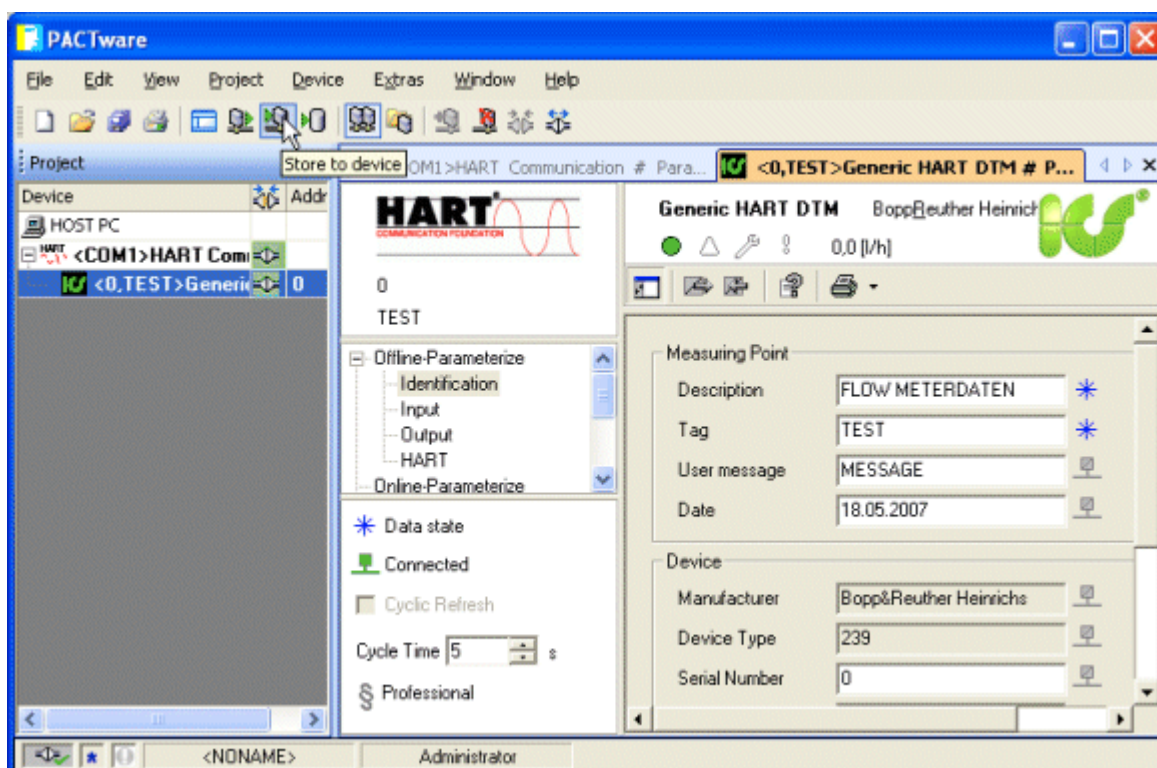 PACTware
File Edit View Project Device Extras Window Help
Project
Store to device
OM1>HART Communication # Para...
<0,TEST>Generic HART DTM # P...
Device Addr
HOST PC
HART <COM1>HART Com
<0,TEST>Generi 0
HART
COMMUNICATION FOUNDATION
0
TEST
Generic HART DTM Bopp&Reuther Heinrich
0,0 [l/h]
Offline-Parameterize
Identification
Input
Output
HART
Online-Parameterize
Data state
Connected
Cyclic Refresh
Cycle Time 5 s
§ Professional
Measuring Point
Description FLOW METERDATEN
Tag TEST
User message MESSAGE
Date 18.05.2007
Device
Manufacturer Bopp&Reuther Heinrichs
Device Type 239
Serial Number 0
<NONAME> Administrator